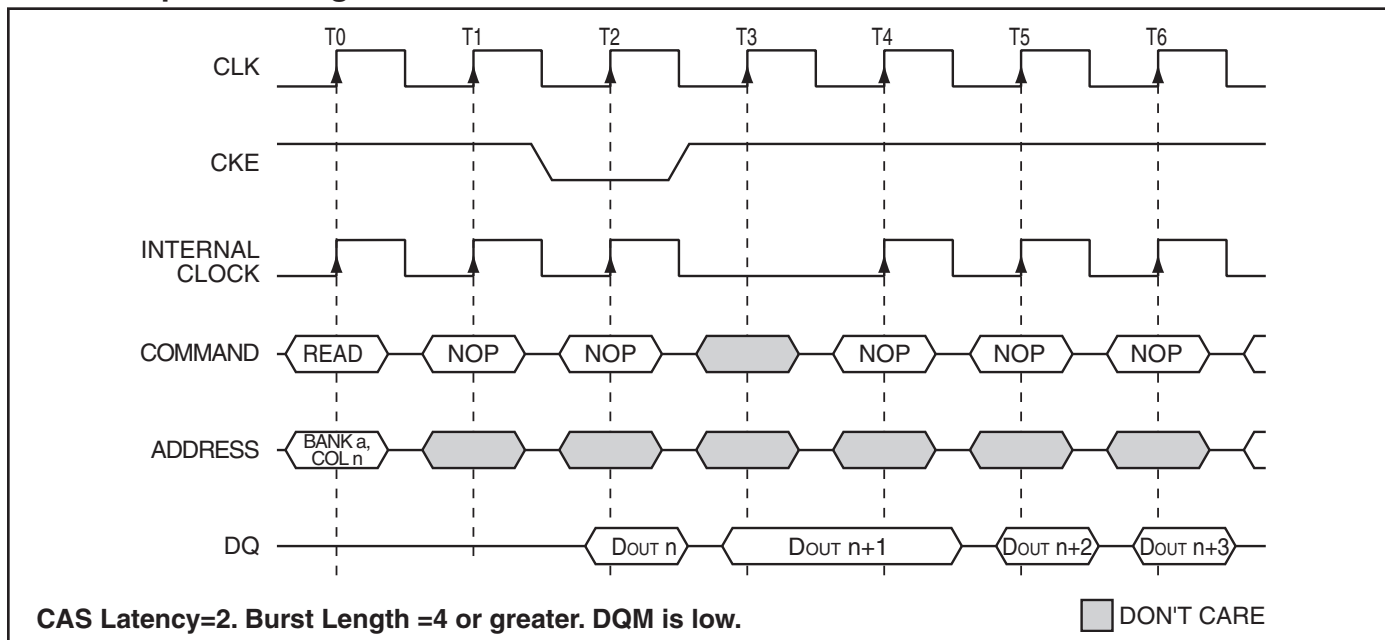 T0 T1 T2 T3 T4 T5 T6
CLK
CKE
INTERNAL
CLOCK
COMMAND READ NOP NOP NOP NOP NOP
ADDRESS BANK a,
COL n
DQ DOUT n DOUT n+1 DOUT n+2 DOUT n+3
CAS Latency=2. Burst Length =4 or greater. DQM is low. DON'T CARE